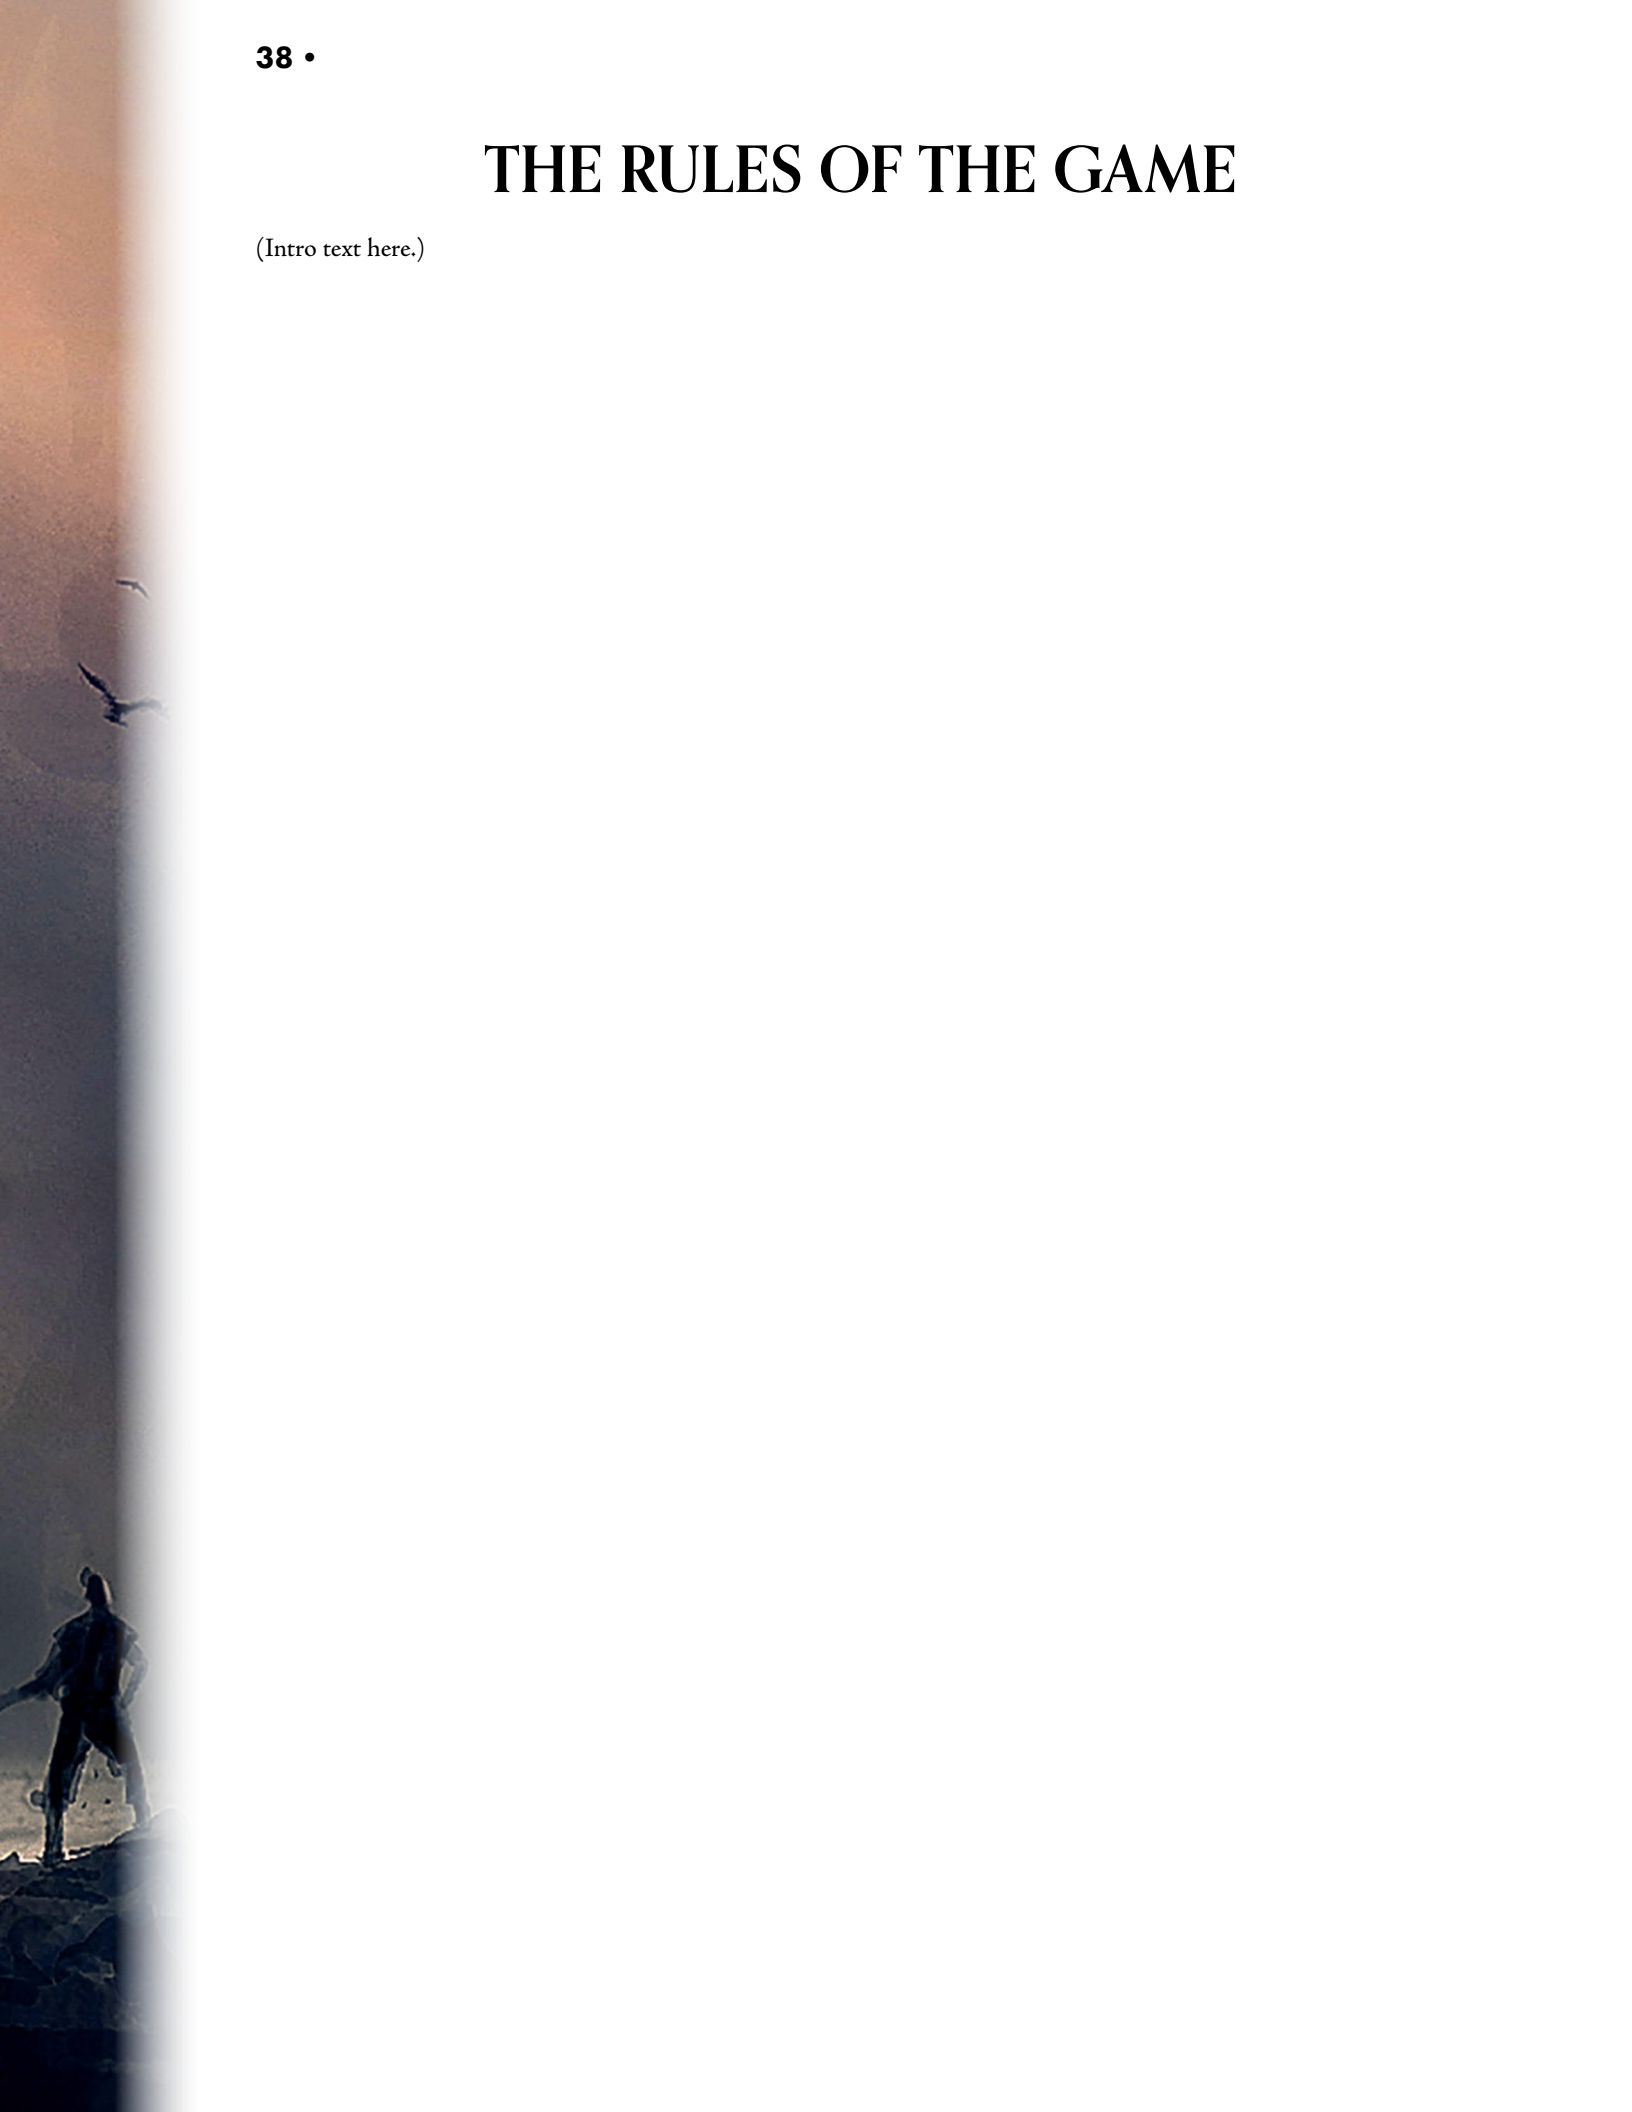 38 •
THE RULES OF THE GAME
(Intro text here.)